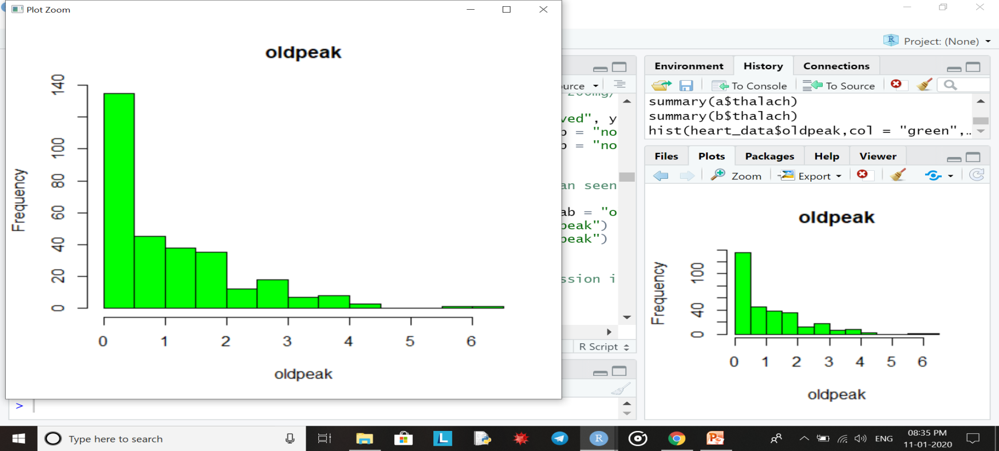 Plot Zoom
oldpeak
Frequency
140
100
80
60
40
20
0
0 1 2 3 4 5 6
oldpeak
Project: (None)
Environment History Connections
To Console To Source
summary(a$thalach)
summary(b$thalach)
hist(heart_data$oldpeak,col = "green",..
Files Plots Packages Help Viewer
Zoom Export
oldpeak
Frequency
100
40
0
0 1 2 3 4 5 6
oldpeak
", y
= "no
= "no
an seen
ab = "o
peak")
peak")
ssion i
R Script
>
Type here to search
ENG
08:35 PM
11-01-2020